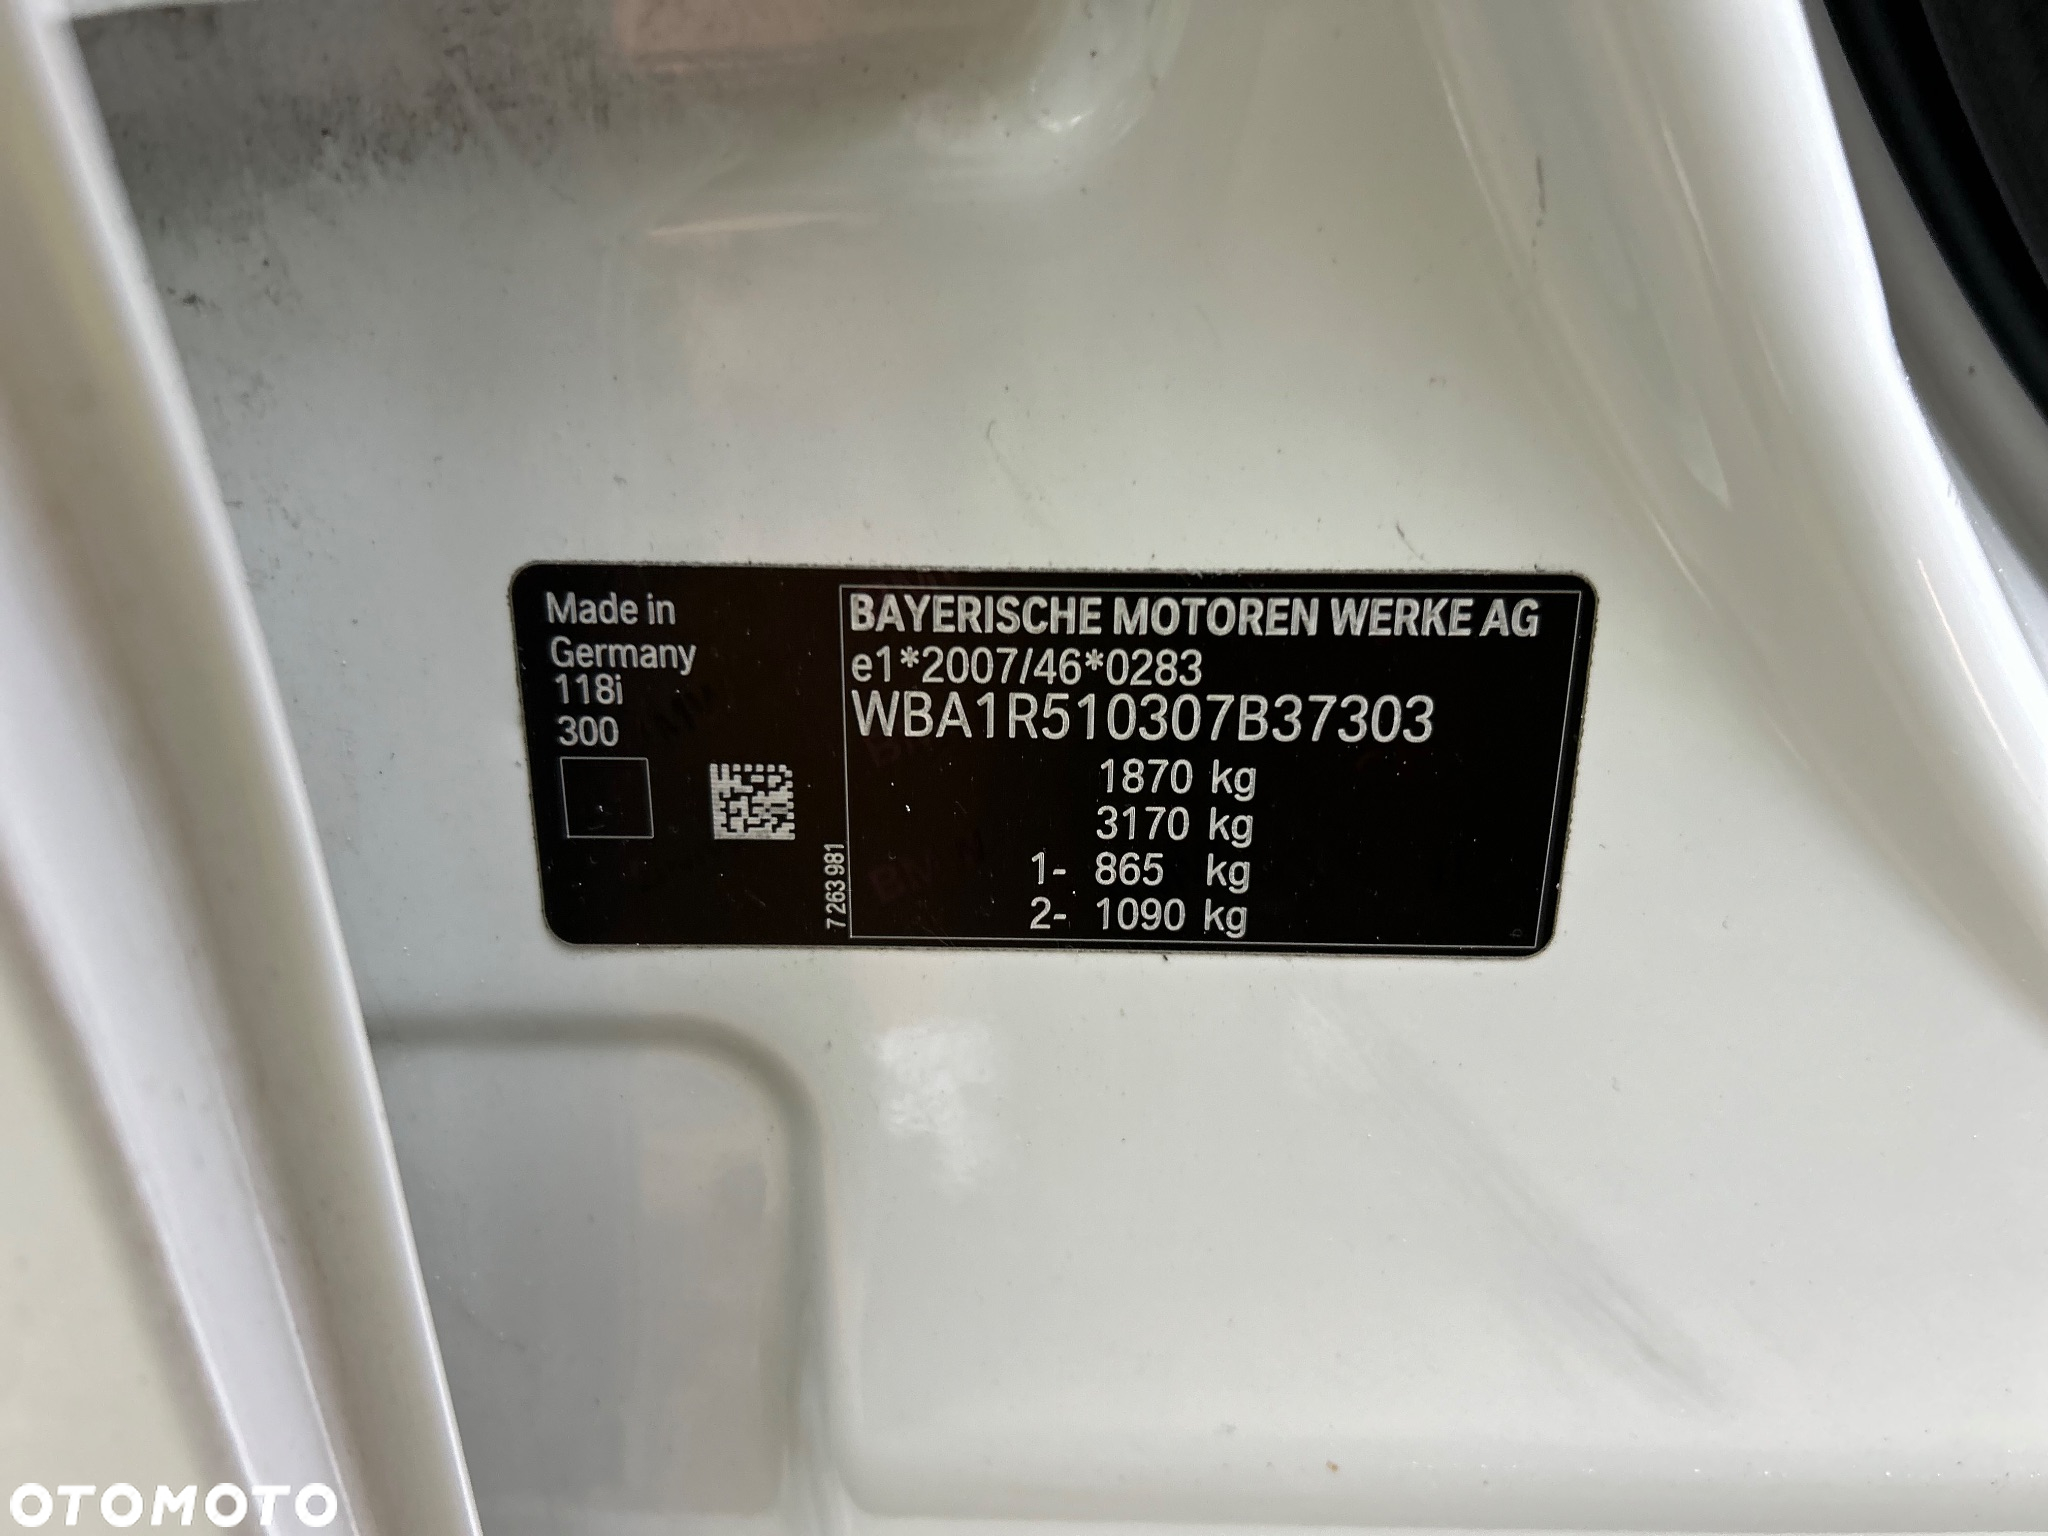 Made in
Germany
118i
300
7 263 981
BAYERISCHE MOTOREN WERKE AG
e1*2007/46*0283
WBA1R510307B37303
1870 kg
3170 kg
1- 865 kg
2- 1090 kg
OTOMOTO